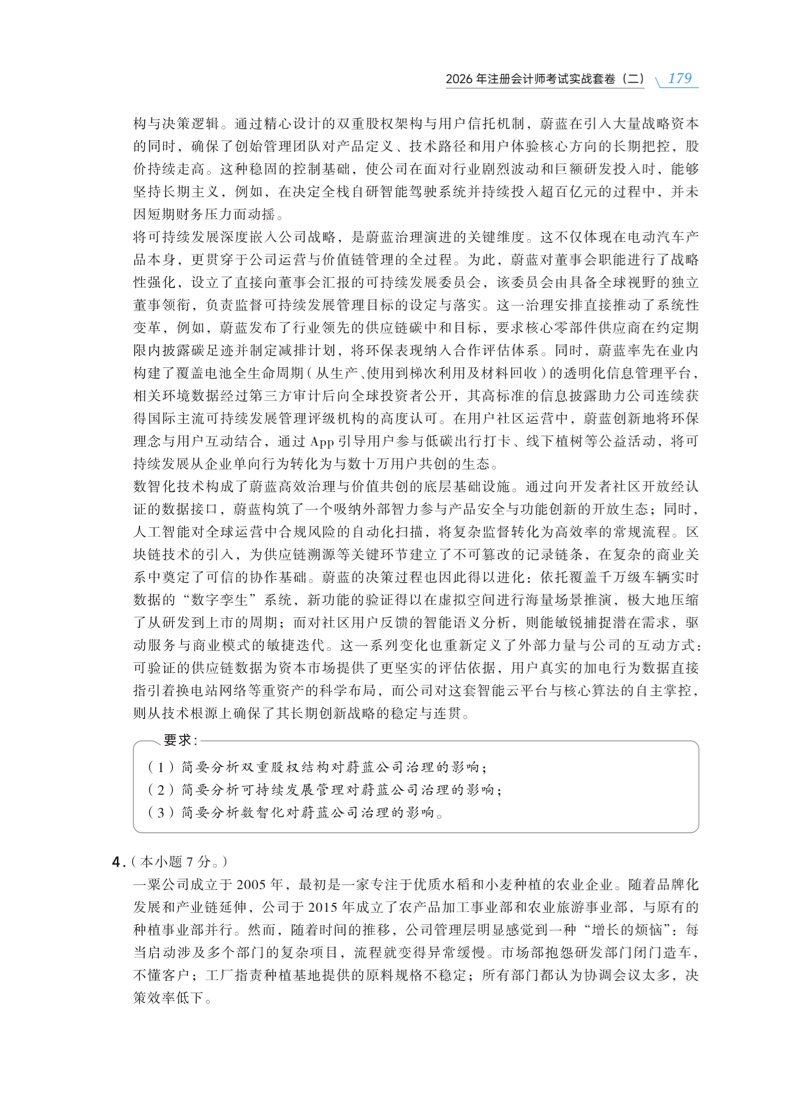 2026 年注册会计师考试实战套卷（二） 179
构与决策逻辑。通过精心设计的双重股权架构与用户信托机制，蔚蓝在引入大量战略资本
的同时，确保了创始管理团队对产品定义、技术路径和用户体验核心方向的长期把控，股
价持续走高。这种稳固的控制基础，使公司在面对行业剧烈波动和巨额研发投入时，能够
坚持长期主义，例如，在决定全栈自研智能驾驶系统并持续投入超百亿元的过程中，并未
因短期财务压力而动摇。
将可持续发展深度嵌入公司战略，是蔚蓝治理演进的关键维度。这不仅体现在电动汽车产
品本身，更贯穿于公司运营与价值链管理的全过程。为此，蔚蓝对董事会职能进行了战略
性强化，设立了直接向董事会汇报的可持续发展委员会，该委员会由具备全球视野的独立
董事领衔，负责监督可持续发展管理目标的设定与落实。这一治理安排直接推动了系统性
变革，例如，蔚蓝发布了行业领先的供应链碳中和目标，要求核心零部件供应商在约定期
限内披露碳足迹并制定减排计划，将环保表现纳入合作评估体系。同时，蔚蓝率先在业内
构建了覆盖电池全生命周期（从生产、使用到梯次利用及材料回收）的透明化信息管理平台，
相关环境数据经过第三方审计后向全球投资者公开，其高标准的信息披露助力公司连续获
得国际主流可持续发展管理评级机构的高度认可。在用户社区运营中，蔚蓝创新地将环保
理念与用户互动结合，通过 App 引导用户参与低碳出行打卡、线下植树等公益活动，将可
持续发展从企业单向行为转化为与数十万用户共创的生态。
数智化技术构成了蔚蓝高效治理与价值共创的底层基础设施。通过向开发者社区开放经认
证的数据接口，蔚蓝构筑了一个吸纳外部智力参与产品安全与功能创新的开放生态；同时，
人工智能对全球运营中合规风险的自动化扫描，将复杂监督转化为高效率的常规流程。区
块链技术的引入，为供应链溯源等关键环节建立了不可篡改的记录链条，在复杂的商业关
系中奠定了可信的协作基础。蔚蓝的决策过程也因此得以进化：依托覆盖千万级车辆实时
数据的“数字孪生”系统，新功能的验证得以在虚拟空间进行海量场景推演，极大地压缩
了从研发到上市的周期；而对社区用户反馈的智能语义分析，则能敏锐捕捉潜在需求，驱
动服务与商业模式的敏捷迭代。这一系列变化也重新定义了外部力量与公司的互动方式：
可验证的供应链数据为资本市场提供了更坚实的评估依据，用户真实的加电行为数据直接
指引着换电站网络等重资产的科学布局，而公司对这套智能云平台与核心算法的自主掌控，
则从技术根源上确保了其长期创新战略的稳定与连贯。
要求：
（1）简要分析双重股权结构对蔚蓝公司治理的影响；
（2）简要分析可持续发展管理对蔚蓝公司治理的影响；
（3）简要分析数智化对蔚蓝公司治理的影响。
4.（本小题 7 分。）
一粟公司成立于 2005 年，最初是一家专注于优质水稻和小麦种植的农业企业。随着品牌化
发展和产业链延伸，公司于 2015 年成立了农产品加工事业部和农业旅游事业部，与原有的
种植事业部并行。然而，随着时间的推移，公司管理层明显感觉到一种“增长的烦恼”：每
当启动涉及多个部门的复杂项目，流程就变得异常缓慢。市场部抱怨研发部门闭门造车，
不懂客户；工厂指责种植基地提供的原料规格不稳定；所有部门都认为协调会议太多，决
策效率低下。